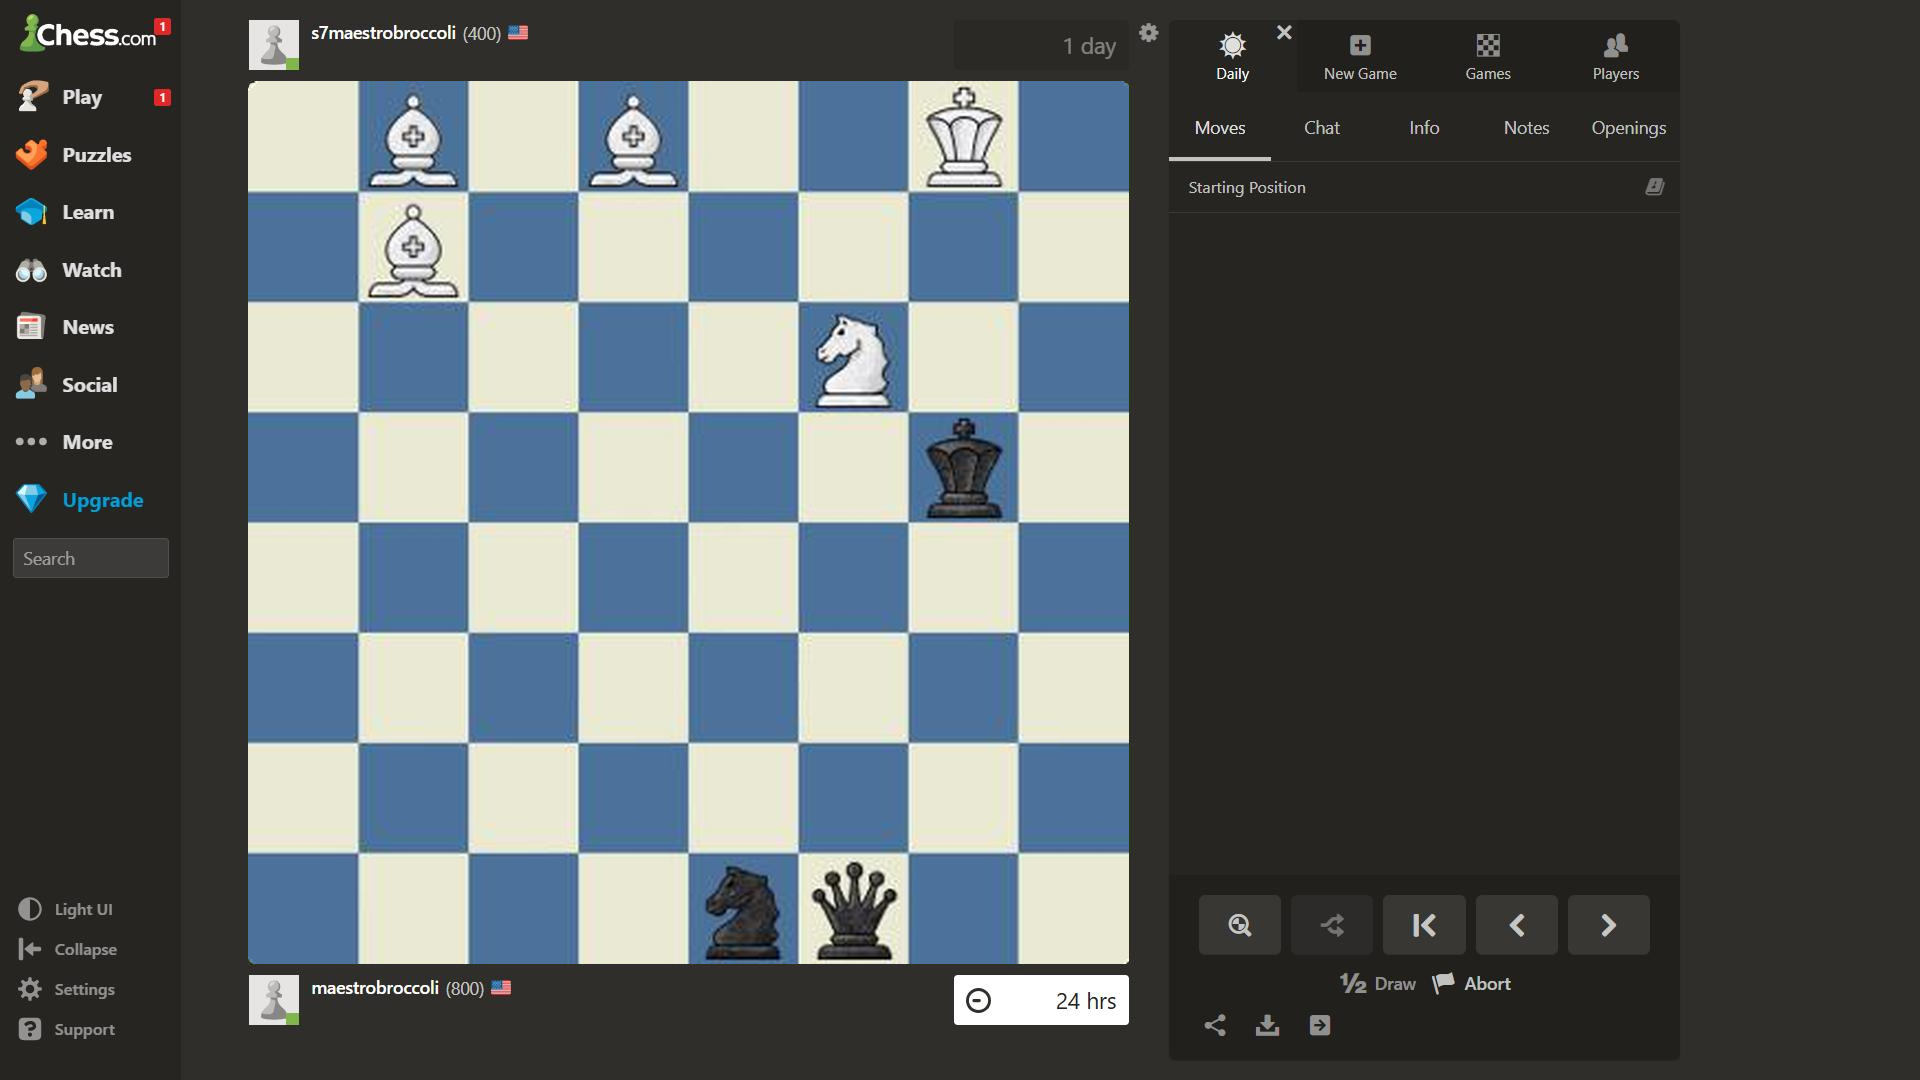 Chess.com 1
Play 1
Puzzles
Learn
Watch
News
Social
More
Upgrade
Search
Light UI
Collapse
Settings
Support
s7maestrobroccoli (400)
1 day
maestrobroccoli (800)
24 hrs
Daily
New Game
Games
Players
Moves
Chat
Info
Notes
Openings
Starting Position
½ Draw
Abort